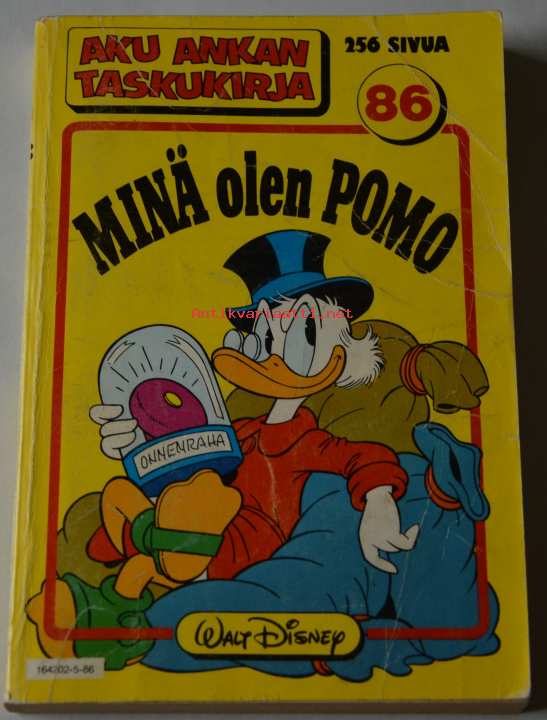 AKU ANKAN
TASKUKIRJA
256 SIVUA
86
MINÄ olen POMO
Antikvariaatti.net
ONNENRAHA
WALT DISNEY
164202-5-86